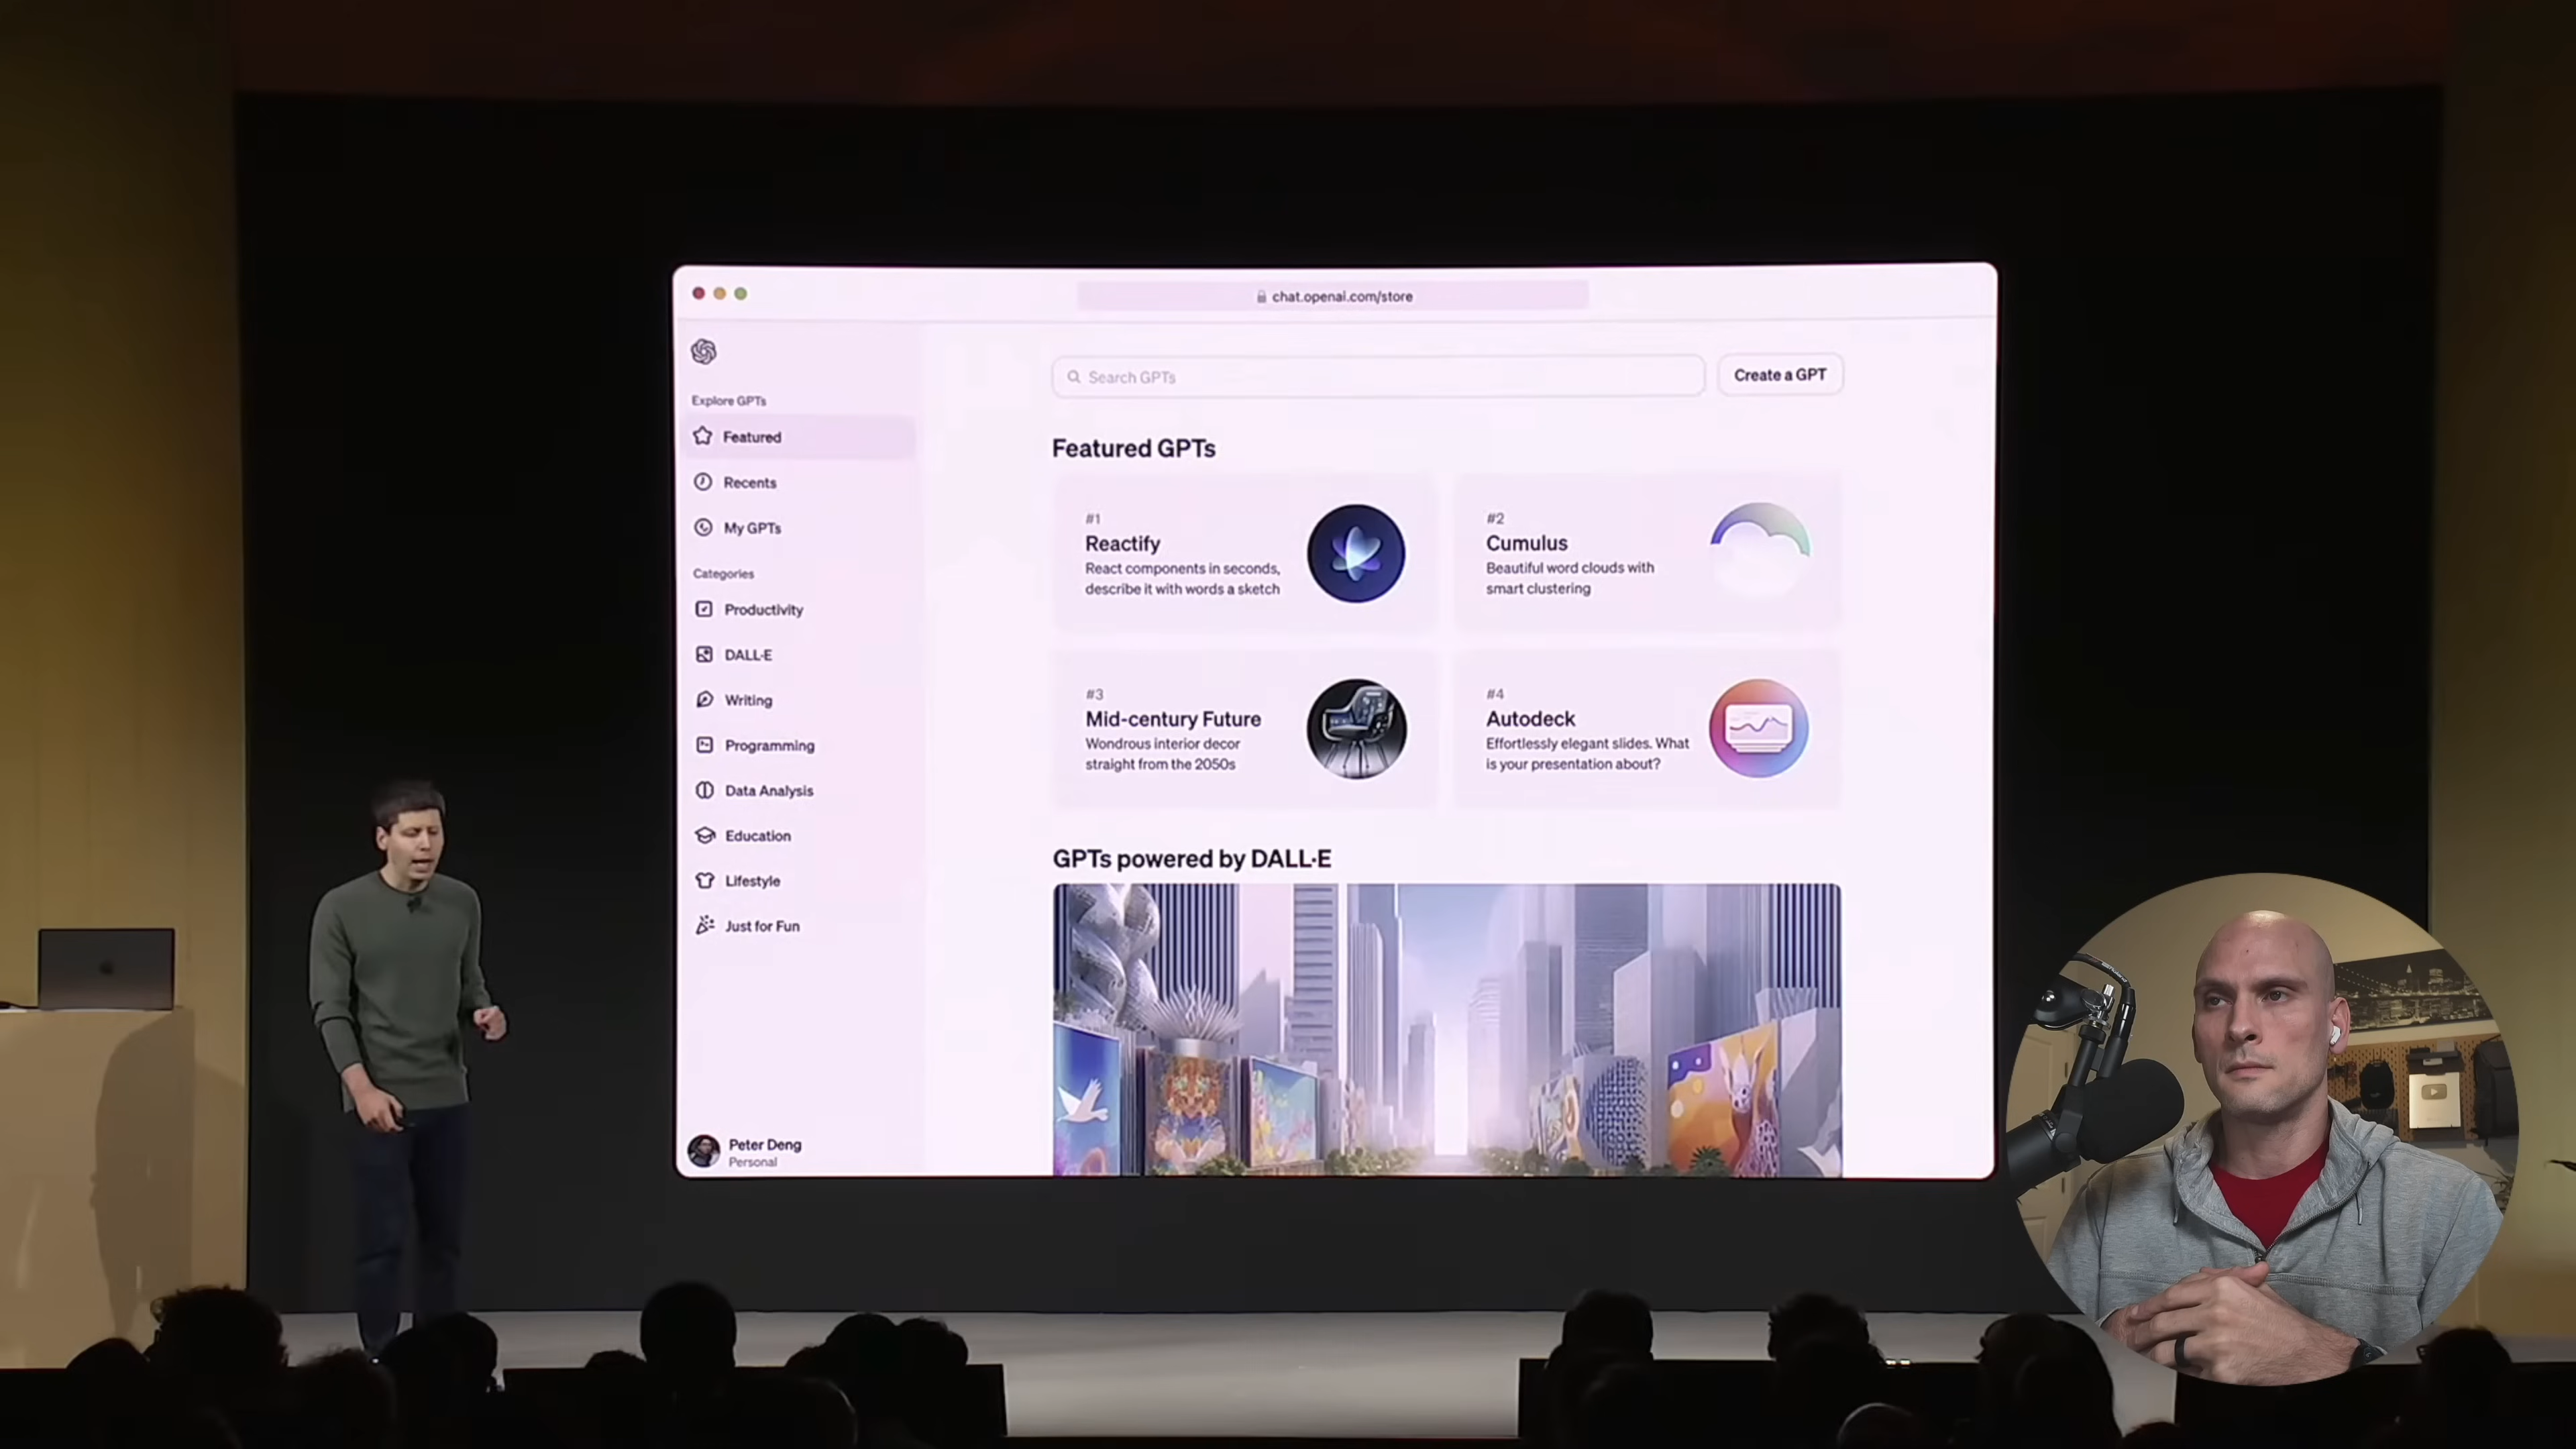 chat.openai.com/store
Explore GPTs
Featured
Recents
My GPTs
Categories
Productivity
DALL·E
Writing
Programming
Data Analysis
Education
Lifestyle
Just for Fun
Peter Deng
Personal
Search GPTs
Create a GPT
Featured GPTs
#1
Reactify
React components in seconds,
describe it with words a sketch
#2
Cumulus
Beautiful word clouds with
smart clustering
#3
Mid-century Future
Wondrous interior decor
straight from the 2050s
#4
Autodeck
Effortlessly elegant slides. What
is your presentation about?
GPTs powered by DALL·E